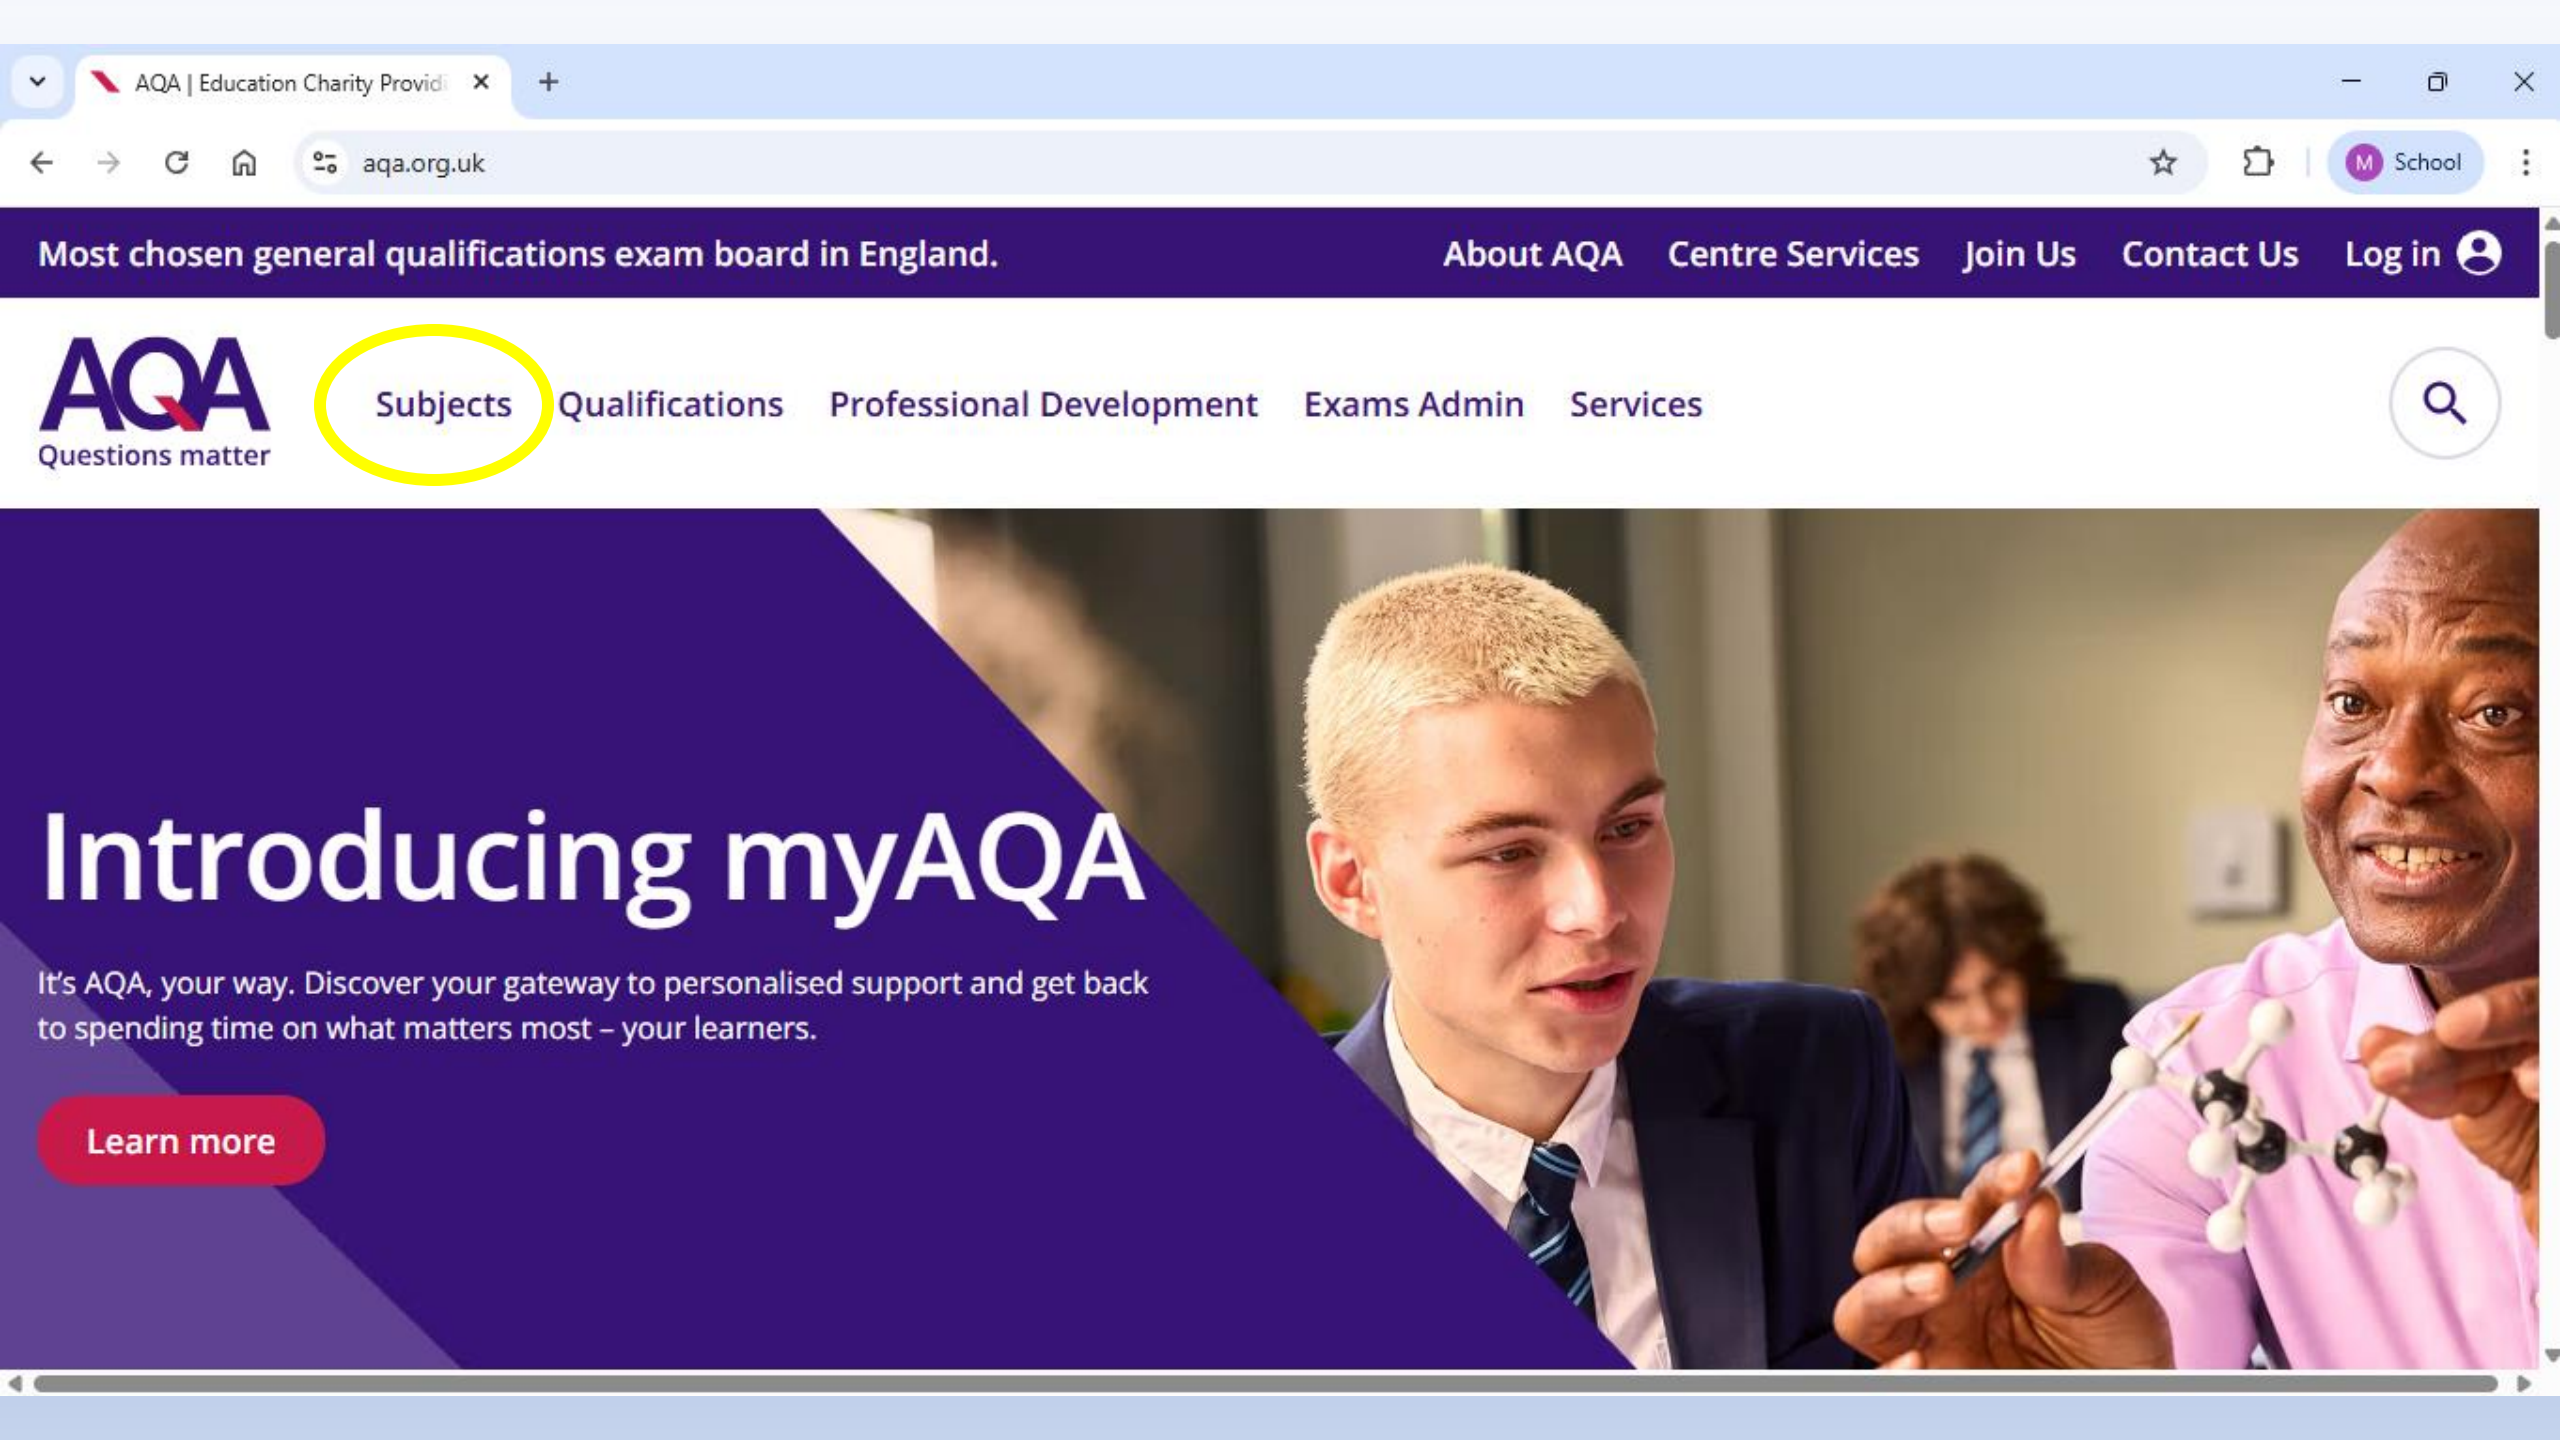 AQA | Education Charity Provid
aqa.org.uk
M School
Most chosen general qualifications exam board in England.
About AQA Centre Services Join Us Contact Us Log in
AQA
Questions matter
Subjects Qualifications Professional Development Exams Admin Services
Introducing myAQA
It's AQA, your way. Discover your gateway to personalised support and get back
to spending time on what matters most – your learners.
Learn more